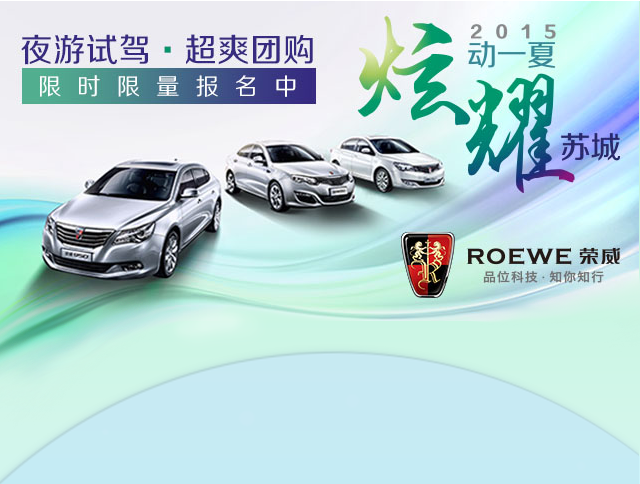 夜游试驾·超爽团购
限时限量报名中
2015
动一夏
炫耀
苏城
ROEWE 荣威
品位科技·知你知行